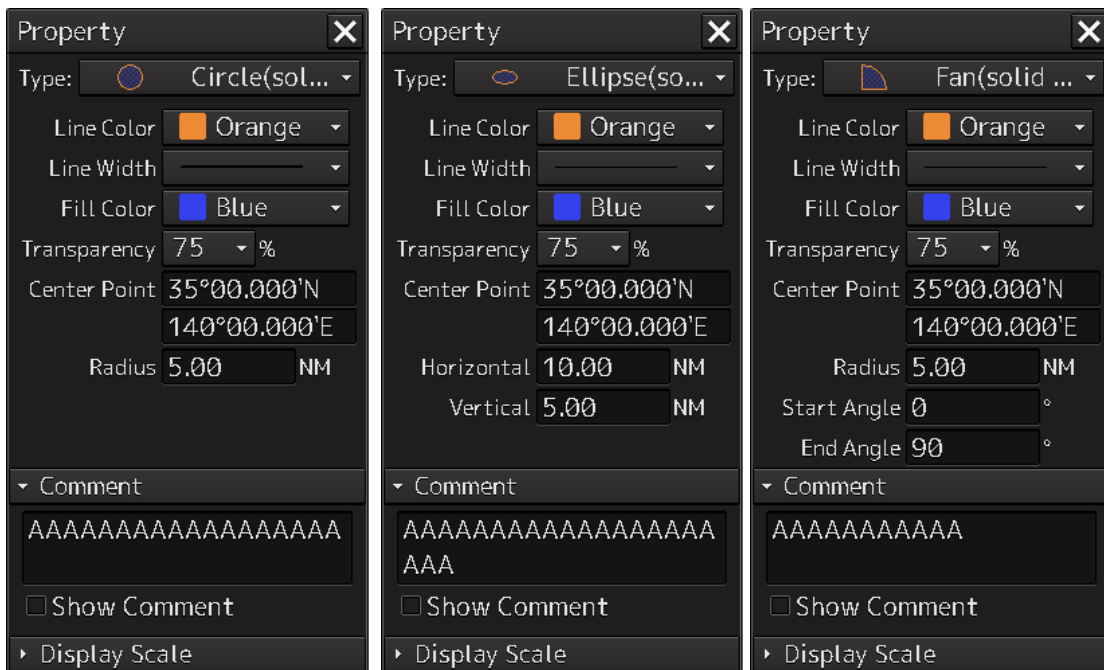 Property
Type: Circle(sol...
Line Color Orange
Line Width
Fill Color Blue
Transparency 75 %
Center Point 35°00.000'N
140°00.000'E
Radius 5.00 NM
Comment
AAAAAAAAAAAAAAAAAA
Show Comment
Display Scale
Property
Type: Ellipse(so...
Line Color Orange
Line Width
Fill Color Blue
Transparency 75 %
Center Point 35°00.000'N
140°00.000'E
Horizontal 10.00 NM
Vertical 5.00 NM
Comment
AAAAAAAAAAAAAAAAAA
AAA
Show Comment
Display Scale
Property
Type: Fan(solid ...
Line Color Orange
Line Width
Fill Color Blue
Transparency 75 %
Center Point 35°00.000'N
140°00.000'E
Radius 5.00 NM
Start Angle 0 °
End Angle 90 °
Comment
AAAAAAAAAAA
Show Comment
Display Scale